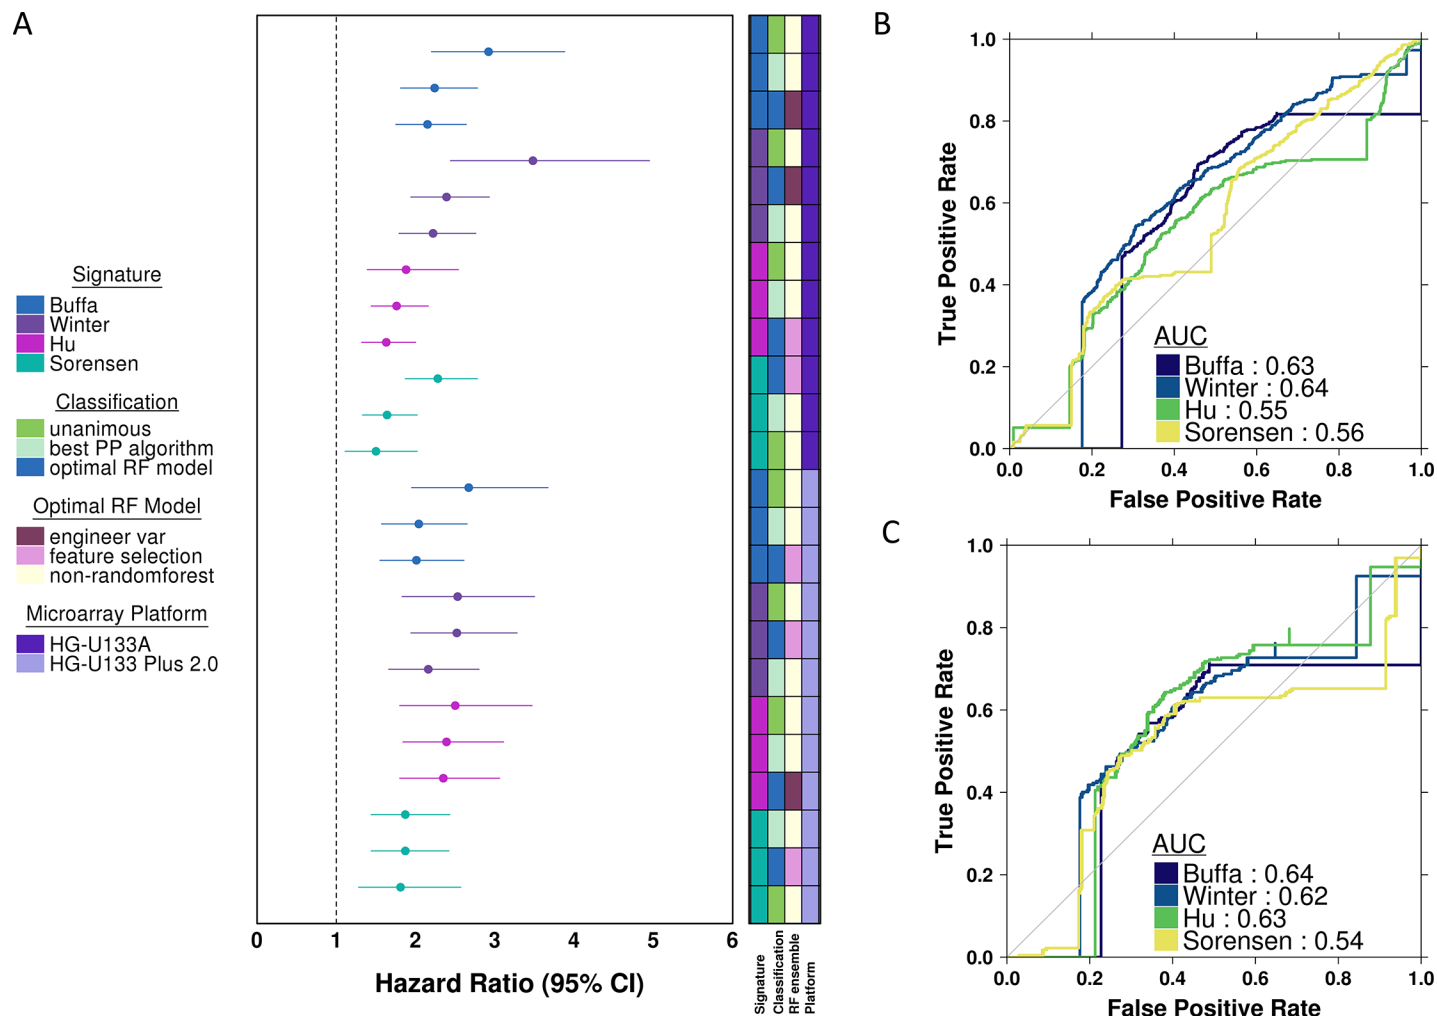 A
Signature
Buffa
Winter
Hu
Sorensen
Classification
unanimous
best PP algorithm
optimal RF model
Optimal RF Model
engineer var
feature selection
non-randomforest
Microarray Platform
HG-U133A
HG-U133 Plus 2.0
0 1 2 3 4 5 6
Hazard Ratio (95% CI)
Signature
Classification
RF ensemble
Platform
B
1.0
0.8
0.6
0.4
0.2
0.0
True Positive Rate
AUC
Buffa : 0.63
Winter : 0.64
Hu : 0.55
Sorensen : 0.56
0.0 0.2 0.4 0.6 0.8 1.0
False Positive Rate
C
1.0
0.8
0.6
0.4
0.2
0.0
True Positive Rate
AUC
Buffa : 0.64
Winter : 0.62
Hu : 0.63
Sorensen : 0.54
0.0 0.2 0.4 0.6 0.8 1.0
False Positive Rate